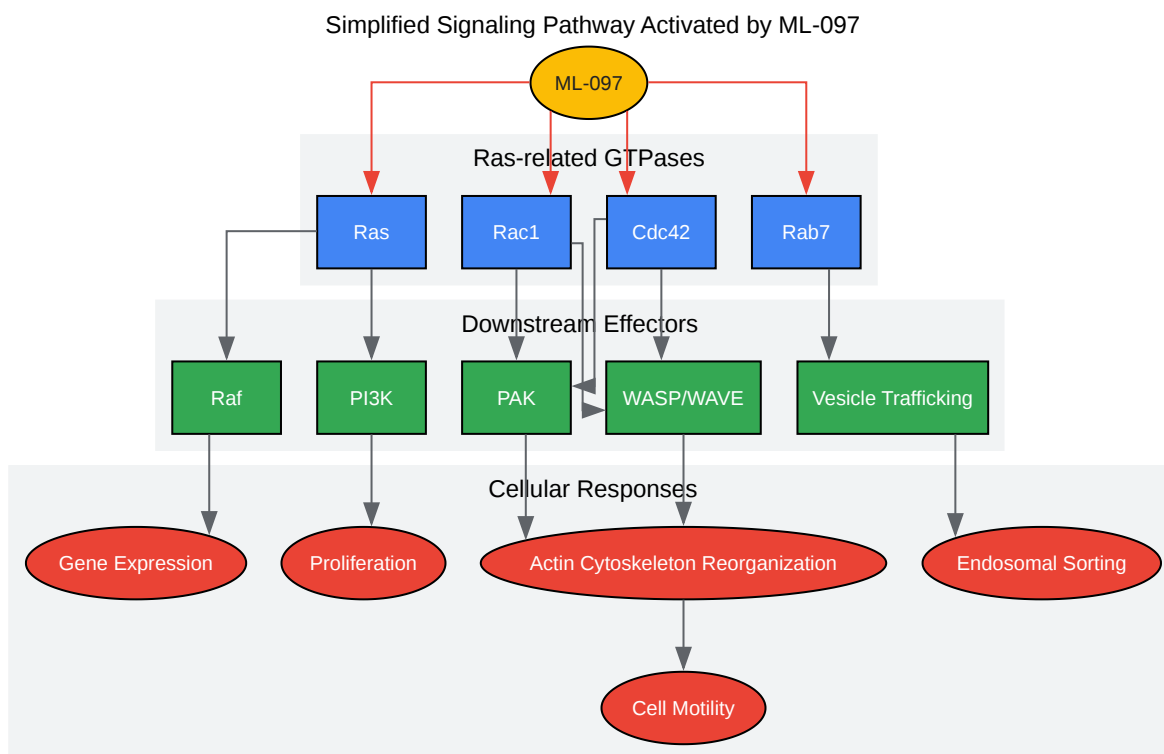 Simplified Signaling Pathway Activated by ML-097
ML-097
Ras-related GTPases
Ras
Rac1
Cdc42
Rab7
Downstream Effectors
Raf
PI3K
PAK
WASP/WAVE
Vesicle Trafficking
Cellular Responses
Gene Expression
Proliferation
Actin Cytoskeleton Reorganization
Endosomal Sorting
Cell Motility